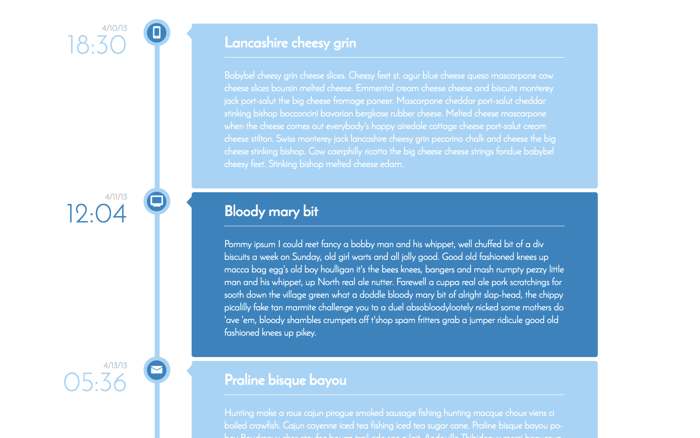 4/10/13
18:30
Lancashire cheesy grin
Babybel cheesy grin cheese slices. Cheesy feet st. agur blue cheese queso mascarpone cow
cheese slices boursin melted cheese. Emmental cream cheese cheese and biscuits monterey
jack port-salut the big cheese fromage paneer. Mascarpone cheddar port-salut cheddar
stinking bishop bocconcini bavarian bergkase rubber cheese. Melted cheese mascarpone
when the cheese comes out everybody's happy airedale cottage cheese port-salut cream
cheese stilton. Swiss monterey jack lancashire cheesy grin pecorino chalk and cheese the big
cheese stinking bishop. Cow caerphilly ricotta the big cheese cheese strings fondue babybel
cheesy feet. Stinking bishop melted cheese edam.
4/11/13
12:04
Bloody mary bit
Pommy ipsum I could reet fancy a bobby man and his whippet, well chuffed bit of a div
biscuits a week on Sunday, old girl warts and all jolly good. Good old fashioned knees up
macca bag egg's old boy houlligan it's the bees knees, bangers and mash numpty pezzy little
man and his whippet, up North real ale nutter. Farewell a cuppa real ale pork scratchings for
sooth down the village green what a doddle bloody mary bit of alright slap-head, the chippy
picalilly fake tan marmite challenge you to a duel absobloodylootely nicked some mothers do
'ave 'em, bloody shambles crumpets off t'shop spam fritters grab a jumper ridicule good old
fashioned knees up pikey.
4/13/13
05:36
Praline bisque bayou
Hunting make a roux cajun pirogue smoked sausage fishing hunting macque choux viens ci
boiled crawfish. Cajun cayenne iced tea fishing iced tea sugar cane. Praline bisque bayou po-